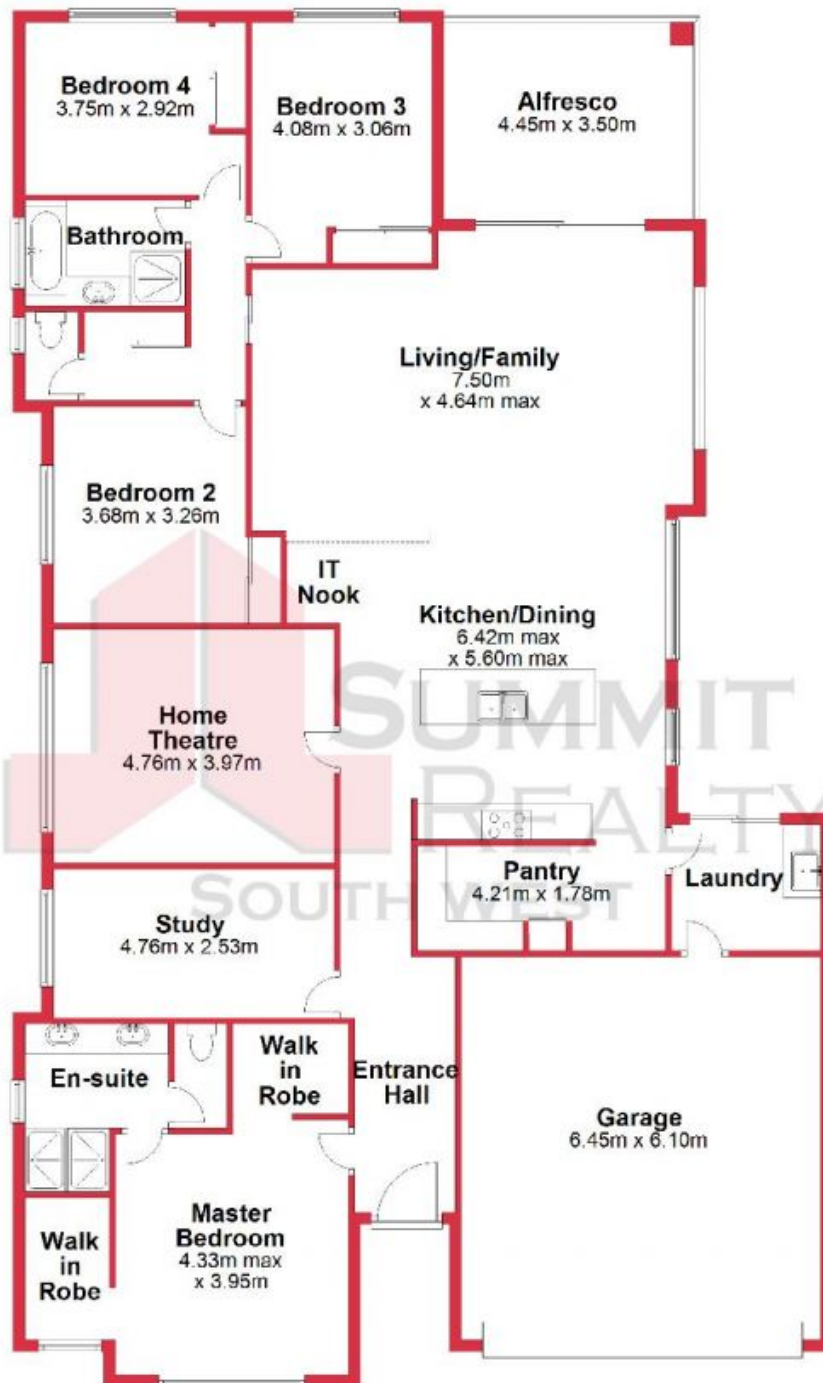 Bedroom 4
3.75m x 2.92m
Bedroom 3
4.08m x 3.06m
Alfresco
4.45m x 3.50m
Bathroom
Living/Family
7.50m
x 4.64m max
Bedroom 2
3.68m x 3.26m
IT
Nook
Kitchen/Dining
6.42m max
x 5.60m max
Home
Theatre
4.76m x 3.97m
SUMMIT
REALTY
SOUTH WEST
Pantry
4.21m x 1.78m
Laundry
Study
4.76m x 2.53m
En-suite
Walk
in
Robe
Entrance
Hall
Garage
6.45m x 6.10m
Master
Bedroom
4.33m max
x 3.95m
Walk
in
Robe